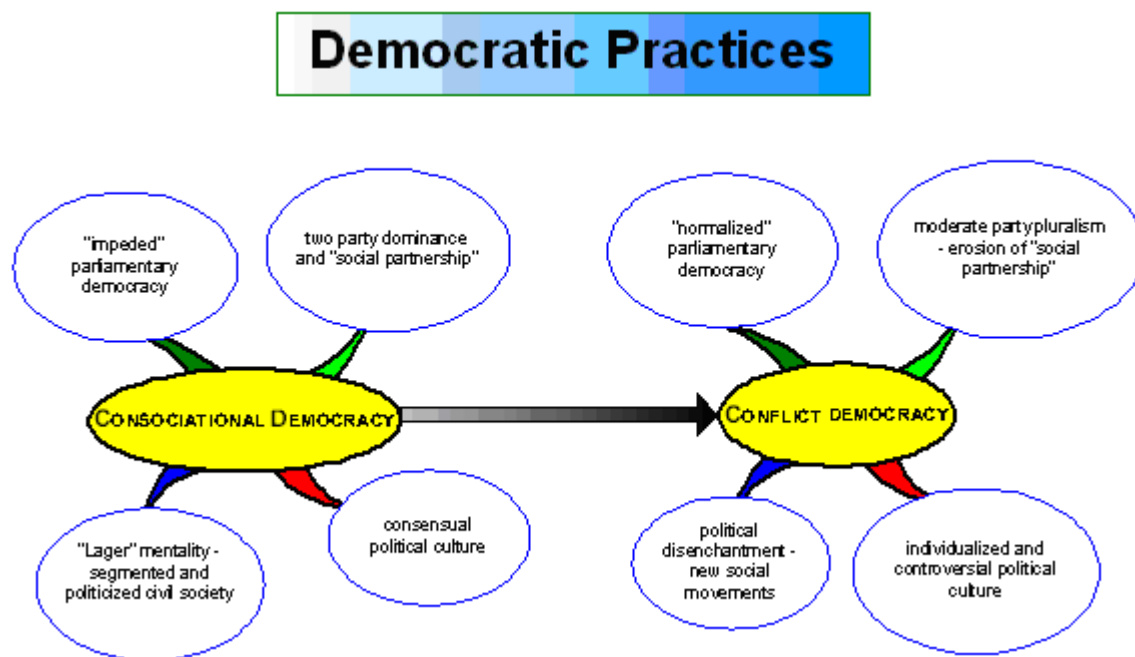 Democratic Practices
"impeded"
parliamentary
democracy
two party dominance
and "social partnership"
"normalized"
parliamentary
democracy
moderate party pluralism
- erosion of "social
partnership"
CONSOCIATIONAL DEMOCRACY
CONFLICT DEMOCRACY
"Lager" mentality -
segmented and
politicized civil society
consensual
political culture
political
disenchantment -
new social
movements
individualized and
controversial political
culture